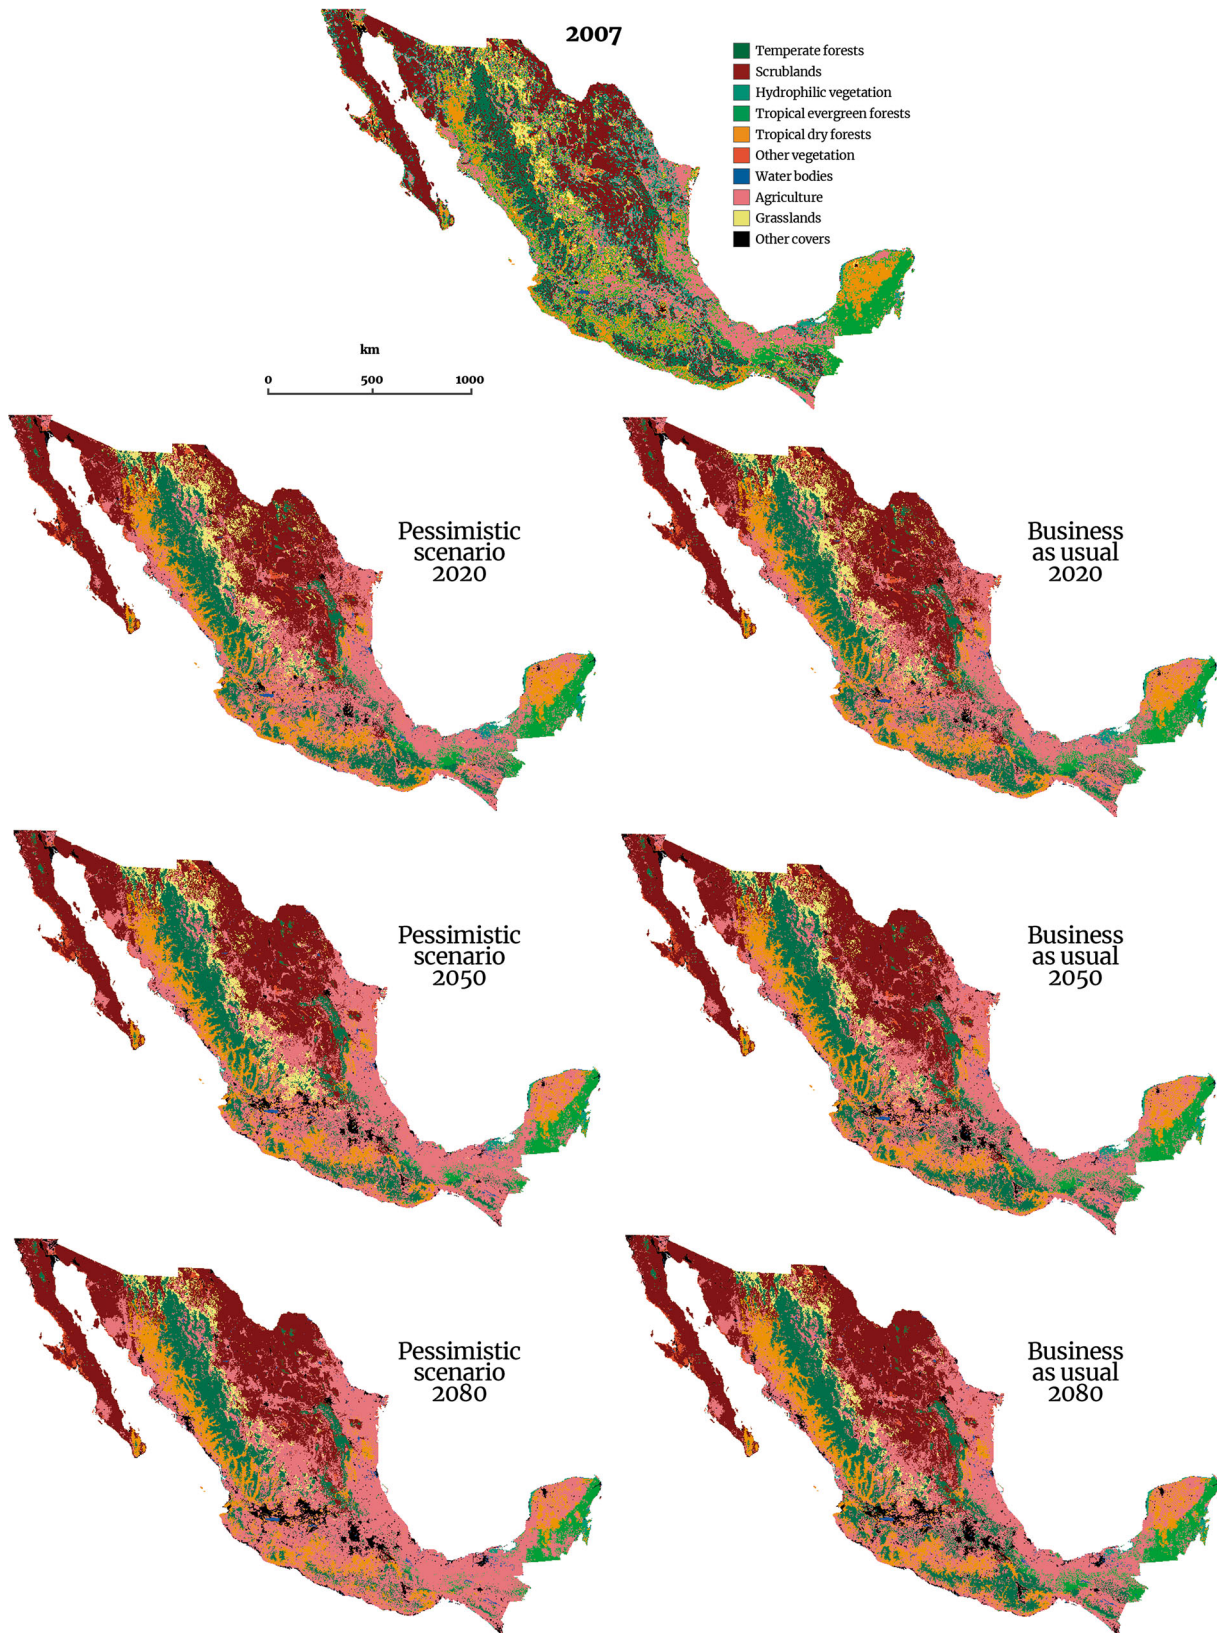 2007
Temperate forests
Scrublands
Hydrophilic vegetation
Tropical evergreen forests
Tropical dry forests
Other vegetation
Water bodies
Agriculture
Grasslands
Other covers
km
0 500 1000
Pessimistic
scenario
2020
Business
as usual
2020
Pessimistic
scenario
2050
Business
as usual
2050
Pessimistic
scenario
2080
Business
as usual
2080